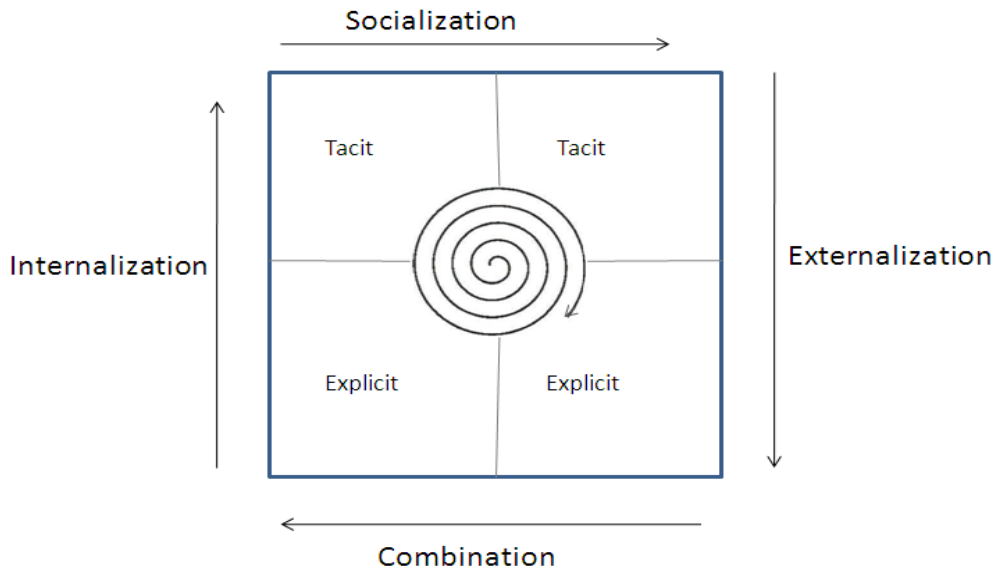 Socialization
Tacit
Tacit
Internalization
Externalization
Explicit
Explicit
Combination